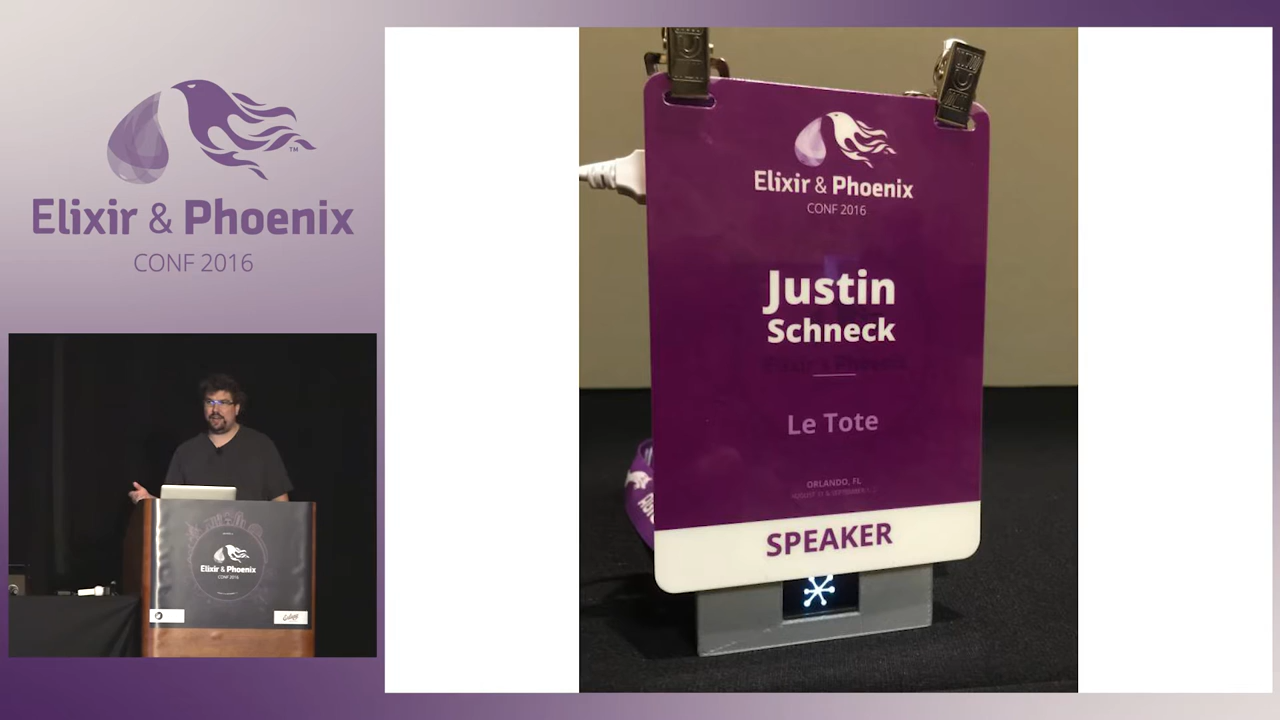 Elixir & Phoenix
CONF 2016
TM
Elixir & Phoenix
CONF 2016
Elixir & Phoenix
CONF 2016
Justin
Schneck
Le Tote
ORLANDO, FL
SPEAKER